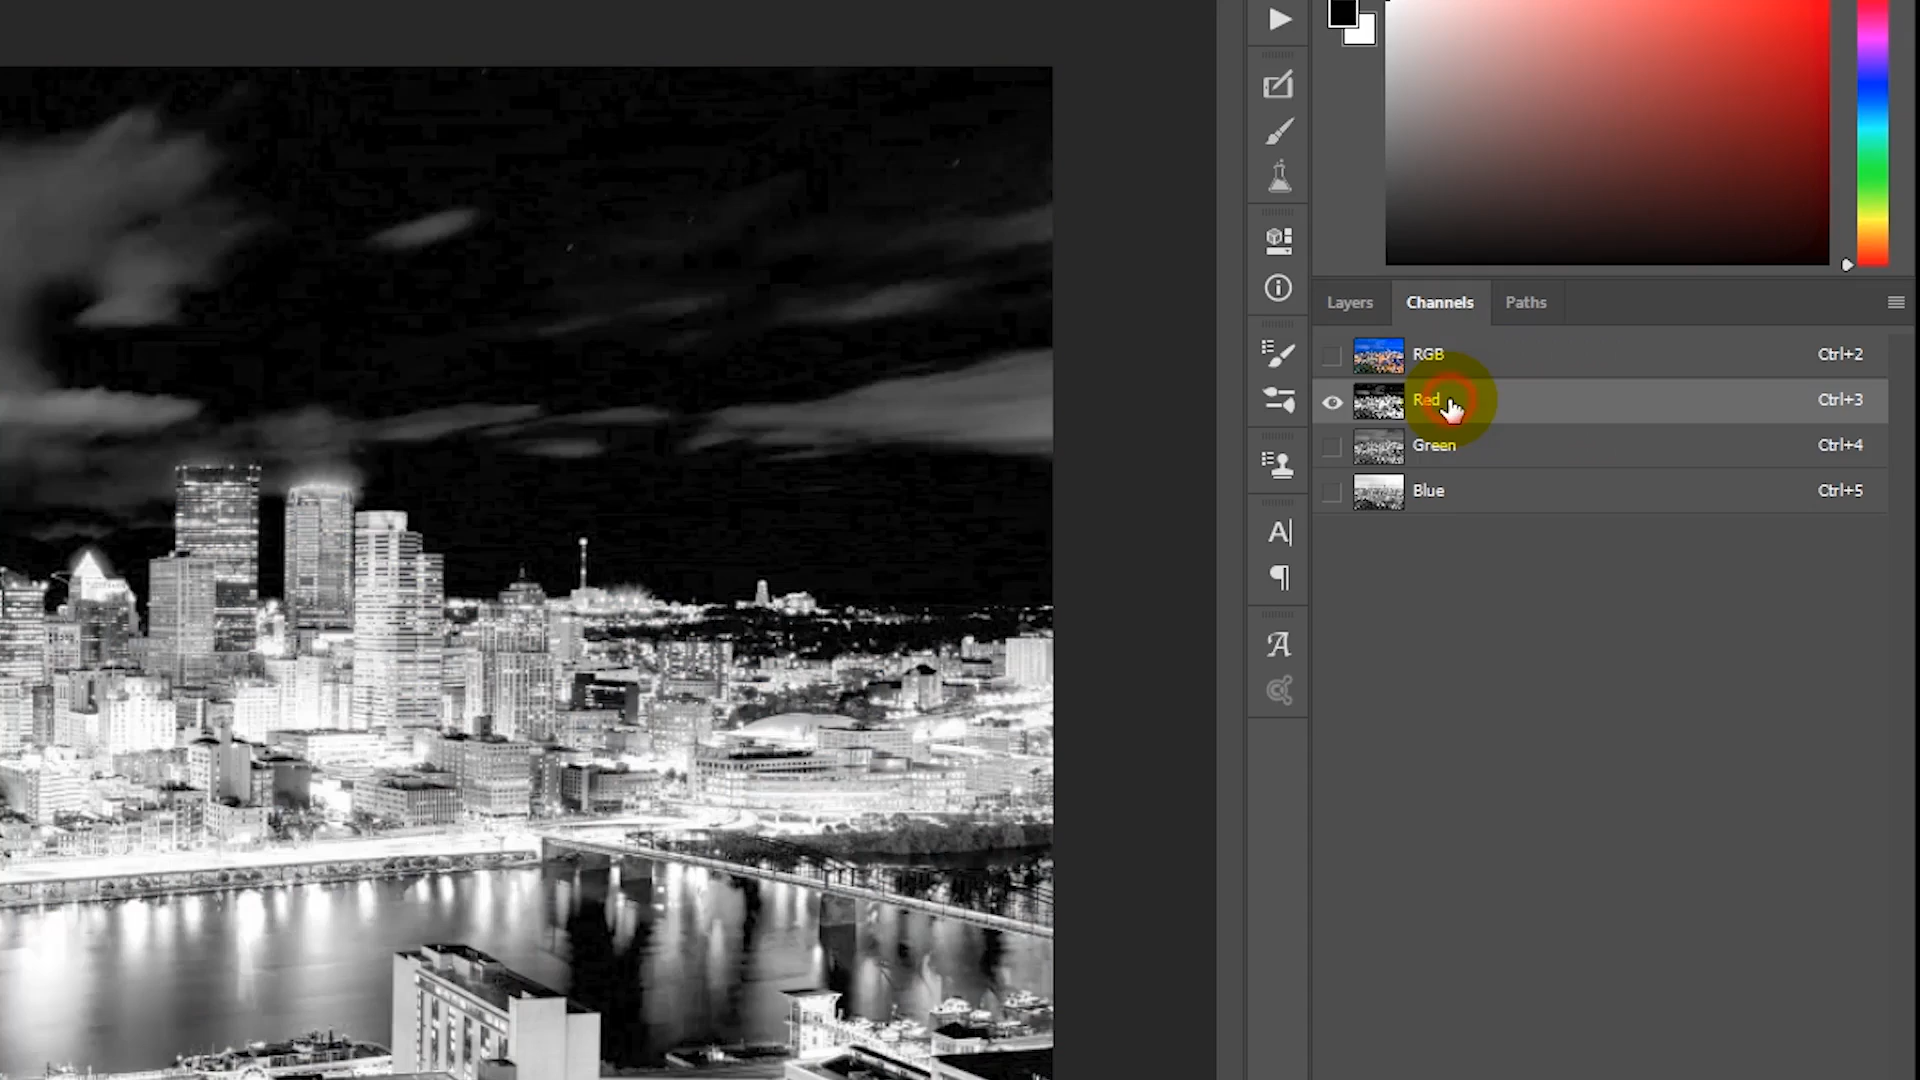 Layers Channels Paths
RGB Ctrl+2
Red Ctrl+3
Green Ctrl+4
Blue Ctrl+5